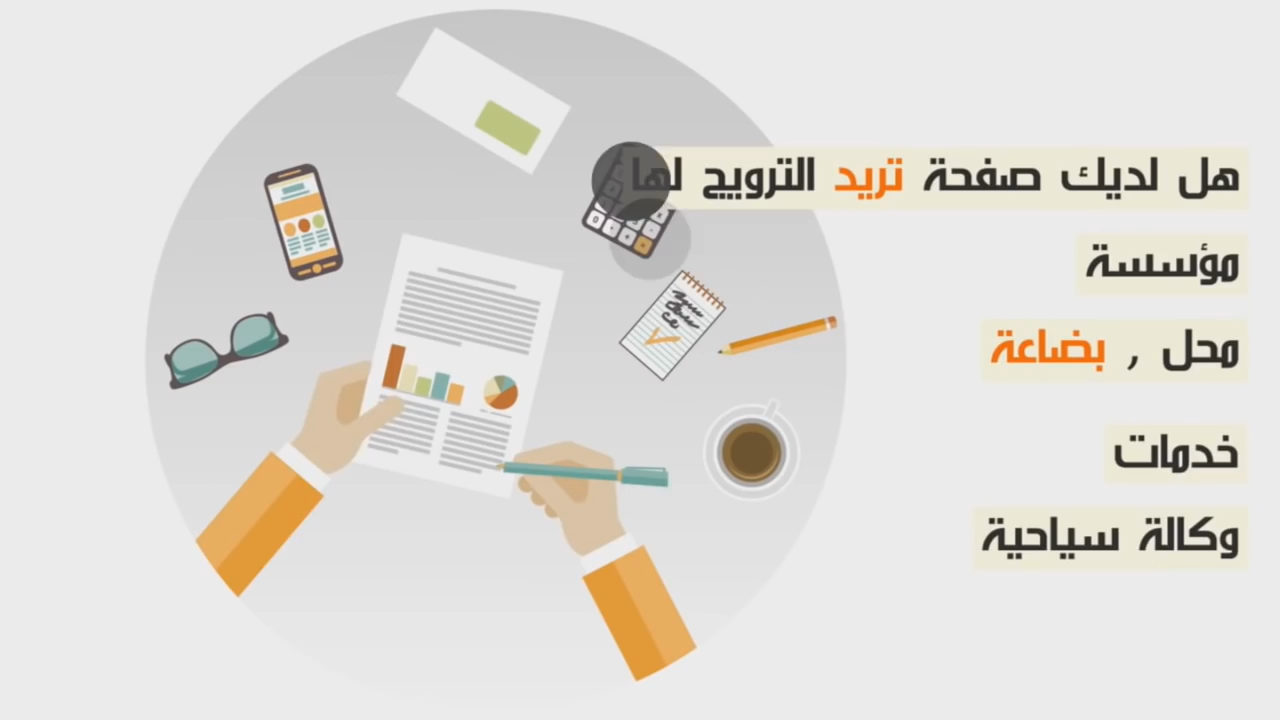 هل لديك صفحة تريد الترويج لها
مؤسسة
محل , بضاعة
خدمات
وكالة سياحية